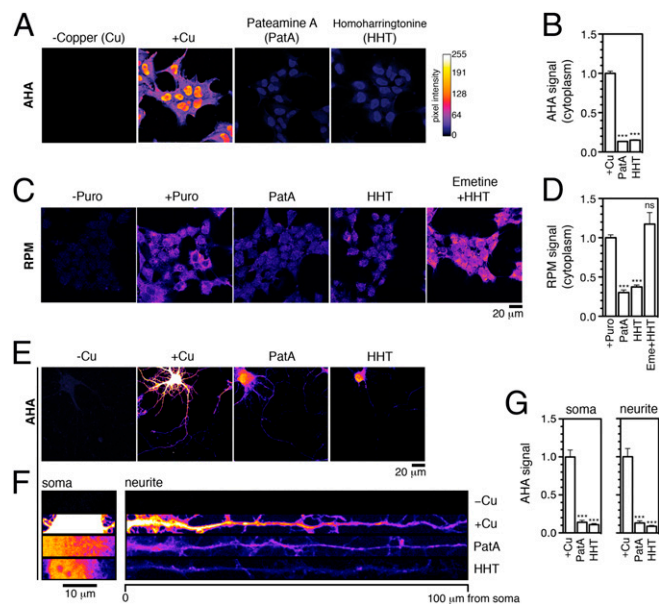 A
-Copper (Cu)
+Cu
Pateamine A
(PatA)
Homoharringtonine
(HHT)
AHA
255
191
128
64
0
pixel intensity
B
AHA signal
(cytoplasm)
1.5
1.0
0.5
0.0
*** ***
+Cu
PatA
HHT
C
-Puro
+Puro
PatA
HHT
Emetine
+HHT
RPM
20 μm
D
RPM signal
(cytoplasm)
1.5
1.0
0.5
0.0
ns
*** ***
+Puro
PatA
HHT
Eme+HHT
E
-Cu
+Cu
PatA
HHT
AHA
20 μm
F
soma
neurite
−Cu
+Cu
PatA
HHT
10 μm
0
100 μm from soma
G
soma
neurite
AHA signal
1.5
1.0
0.5
0.0
*** ***
*** ***
+Cu
PatA
HHT
+Cu
PatA
HHT